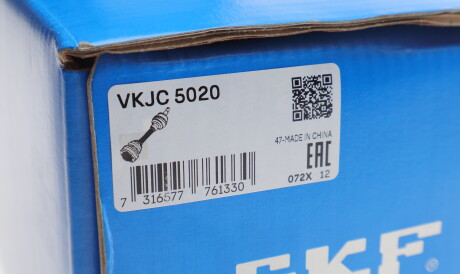 VKJC 5020
47-MADE IN CHINA
EAC
072X 12
7 316577 761330
SKF
®